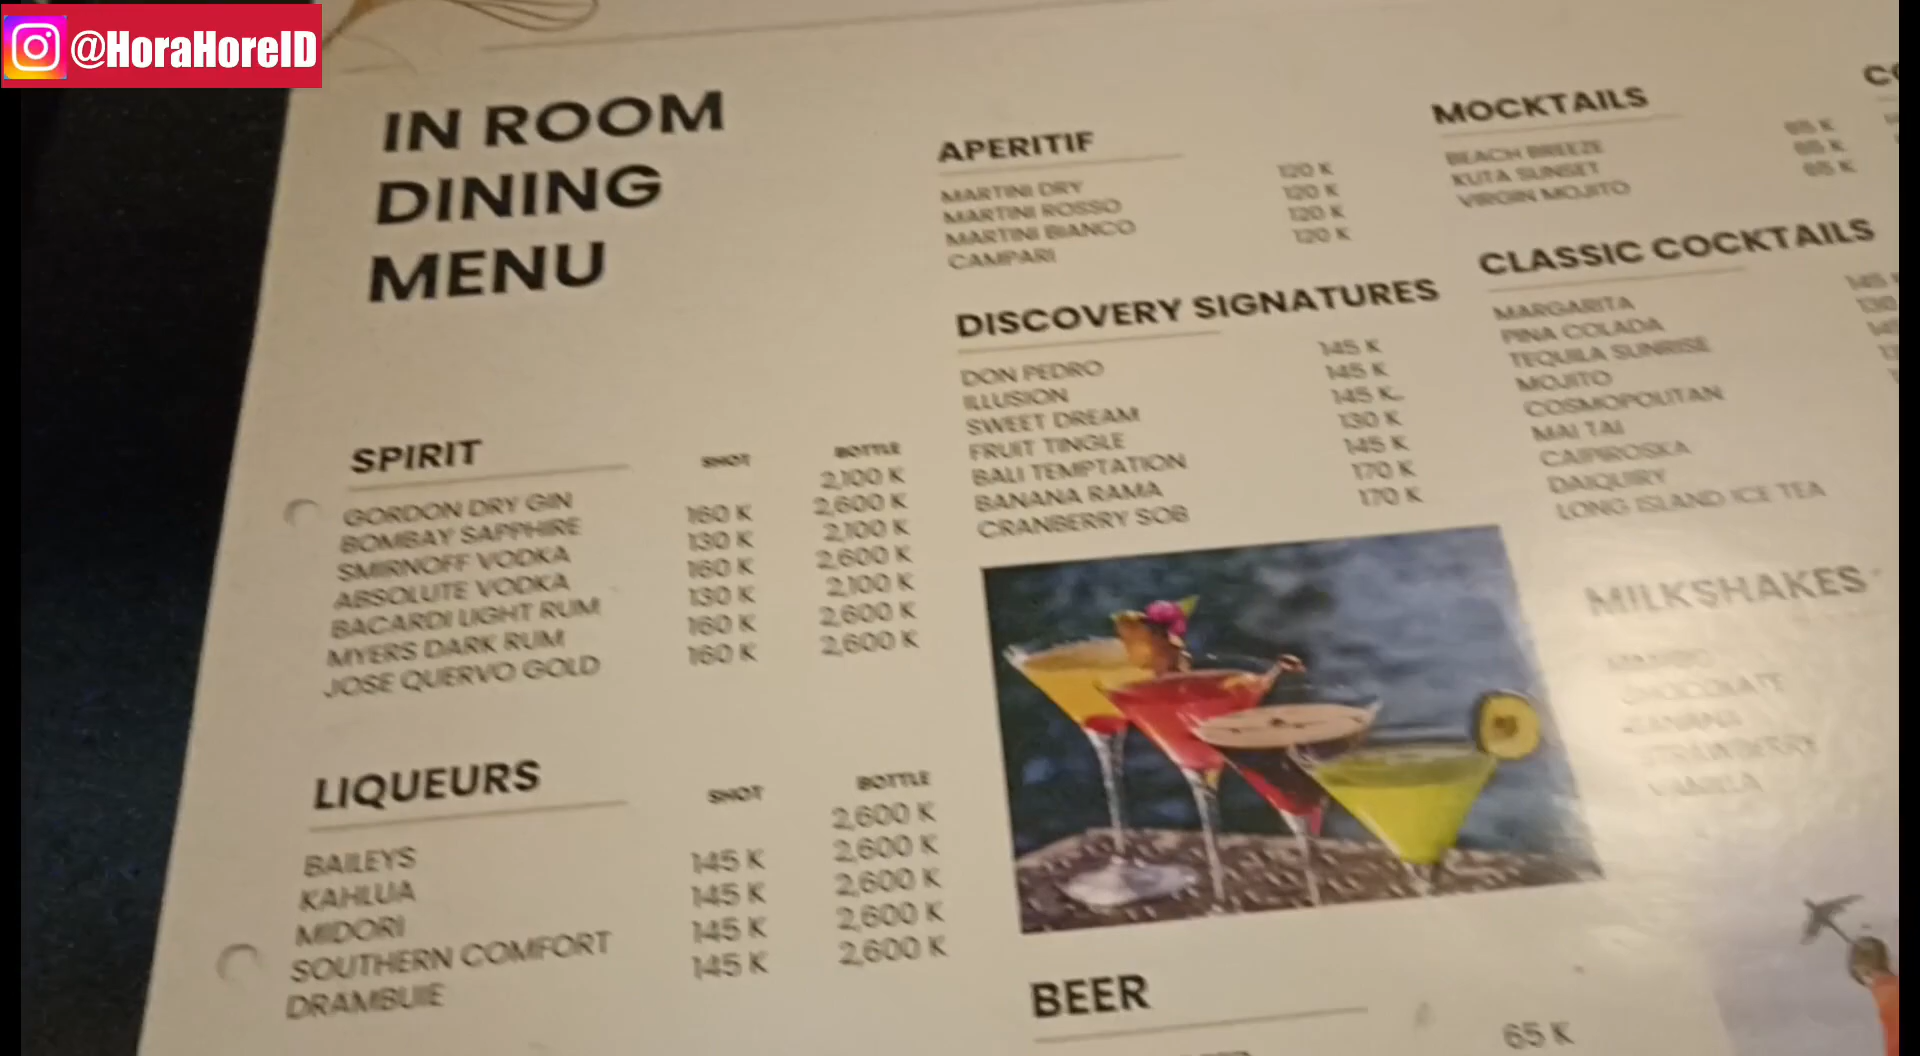 @HoraHoreID
IN ROOM
DINING
MENU
SPIRIT
SHOT BOTTLE
GORDON DRY GIN 2,100 K
BOMBAY SAPPHIRE 160 K 2,600 K
SMIRNOFF VODKA 130 K 2,100 K
ABSOLUTE VODKA 160 K 2,600 K
BACARDI LIGHT RUM 130 K 2,100 K
MYERS DARK RUM 160 K 2,600 K
JOSE QUERVO GOLD 160 K 2,600 K
LIQUEURS
SHOT BOTTLE
BAILEYS 2,600 K
KAHLUA 145 K 2,600 K
MIDORI 145 K 2,600 K
SOUTHERN COMFORT 145 K 2,600 K
DRAMBUIE 145 K 2,600 K
APERITIF
MARTINI DRY 120 K
MARTINI ROSSO 120 K
MARTINI BIANCO 120 K
CAMPARI 120 K
DISCOVERY SIGNATURES
DON PEDRO 145 K
ILLUSION 145 K
SWEET DREAM 145 K
FRUIT TINGLE 130 K
BALI TEMPTATION 145 K
BANANA RAMA 170 K
CRANBERRY SOB 170 K
BEER
65 K
MOCKTAILS
BEACH BREEZE 65 K
KUTA SUNSET 65 K
VIRGIN MOJITO 65 K
CLASSIC COCKTAILS
MARGARITA 145
PINA COLADA 130
TEQUILA SUNRISE
MOJITO
COSMOPOLITAN
MAI TAI
CAIPIROSKA
DAIQUIRY
LONG ISLAND ICE TEA
MILKSHAKES
CHOCOLATE
BANANA
STRAWBERRY
VANILLA